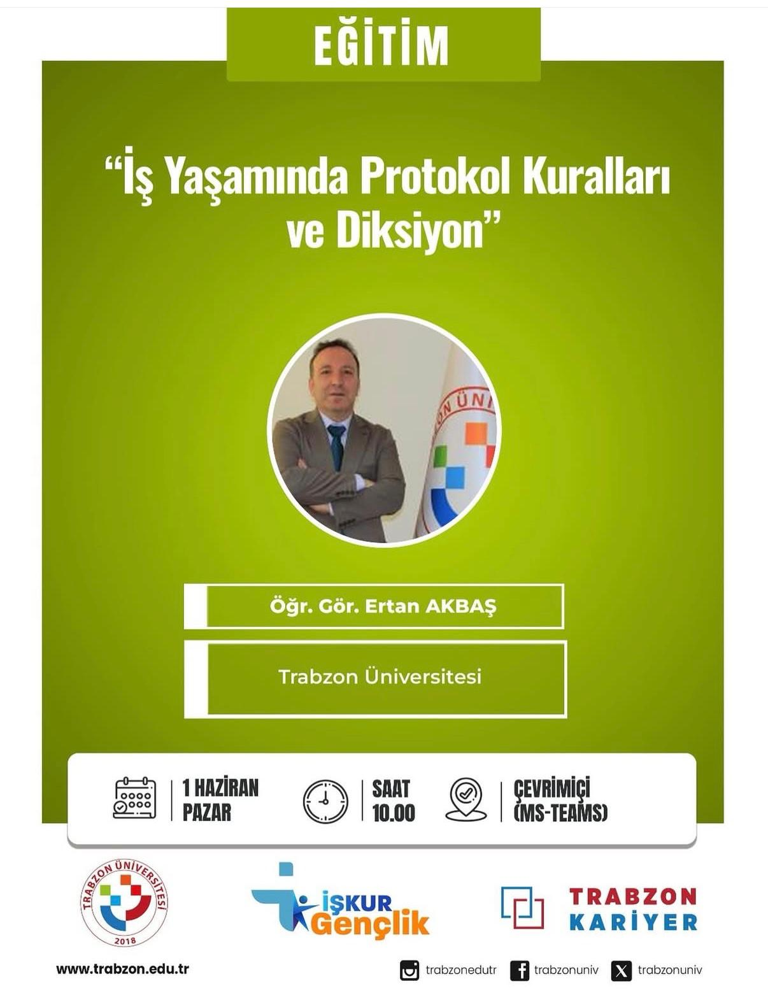 EĞİTİM
“İş Yaşamında Protokol Kuralları
ve Diksiyon”
ON ÜNİ
Öğr. Gör. Ertan AKBAŞ
Trabzon Üniversitesi
1 HAZİRAN
PAZAR
SAAT
10.00
ÇEVRİMİÇİ
(MS-TEAMS)
TRABZON ÜNİVERSİTESİ
2018
İŞKUR
Gençlik
TRABZON
KARİYER
www.trabzon.edu.tr
trabzonedutr
trabzonuniv
trabzonuniv